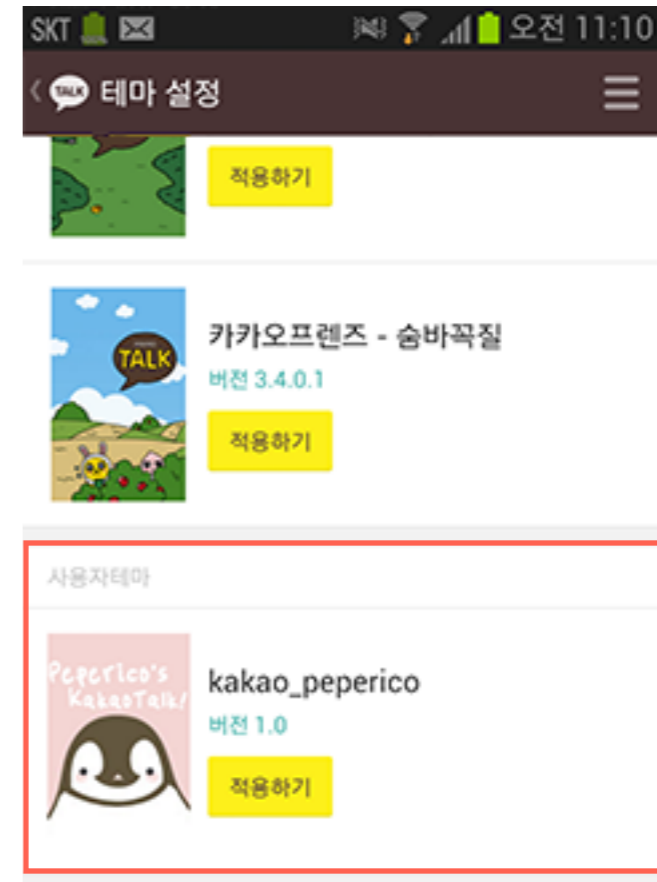 SKT 오전 11:10
TALK 테마 설정
적용하기
TALK
카카오프렌즈 - 숨바꼭질
버전 3.4.0.1
적용하기
사용자테마
Peperico's
KakaoTalk!
kakao_peperico
버전 1.0
적용하기